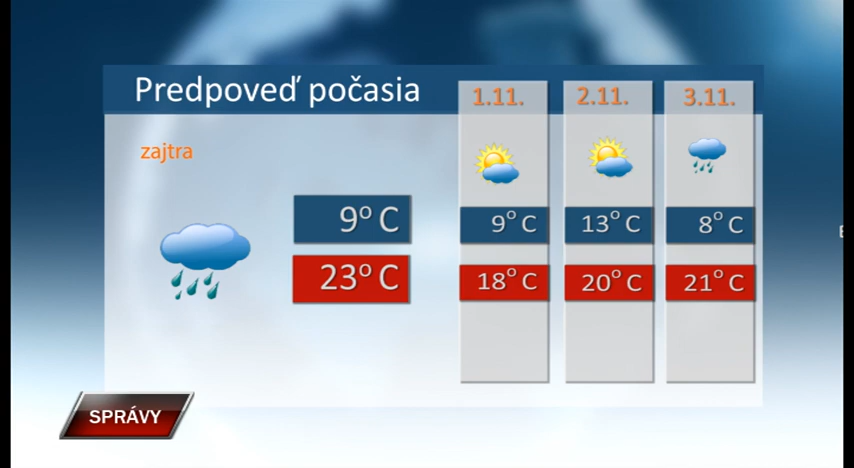 Predpoveď počasia
zajtra
9° C
23° C
1.11.
9° C
18° C
2.11.
13° C
20° C
3.11.
8° C
21° C
SPRÁVY